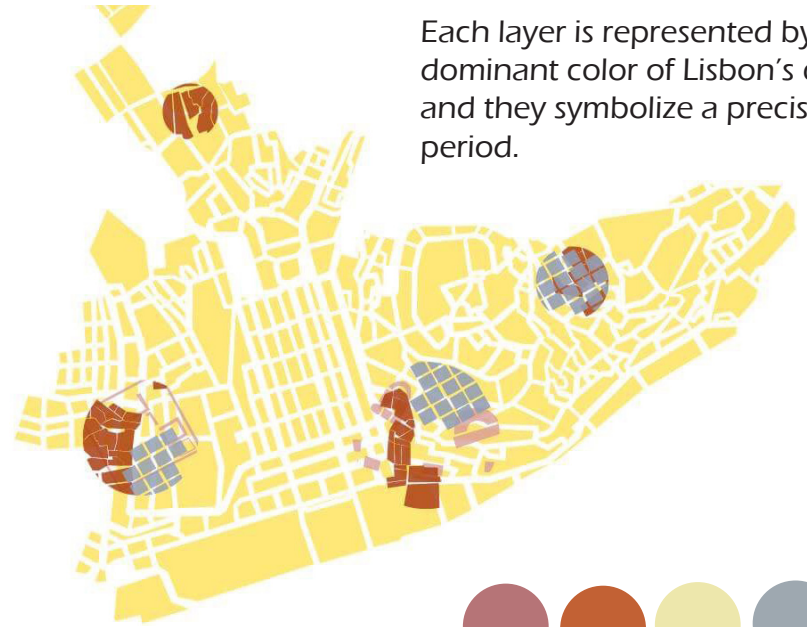 Each layer is represented by
dominant color of Lisbon's
and they symbolize a precis
period.